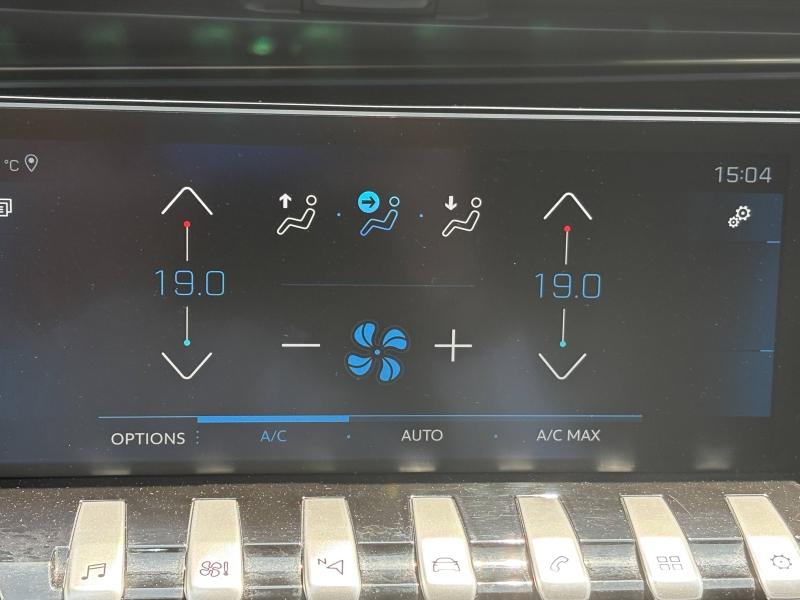 °C
15:04
19.0
19.0
OPTIONS
A/C
AUTO
A/C MAX
N